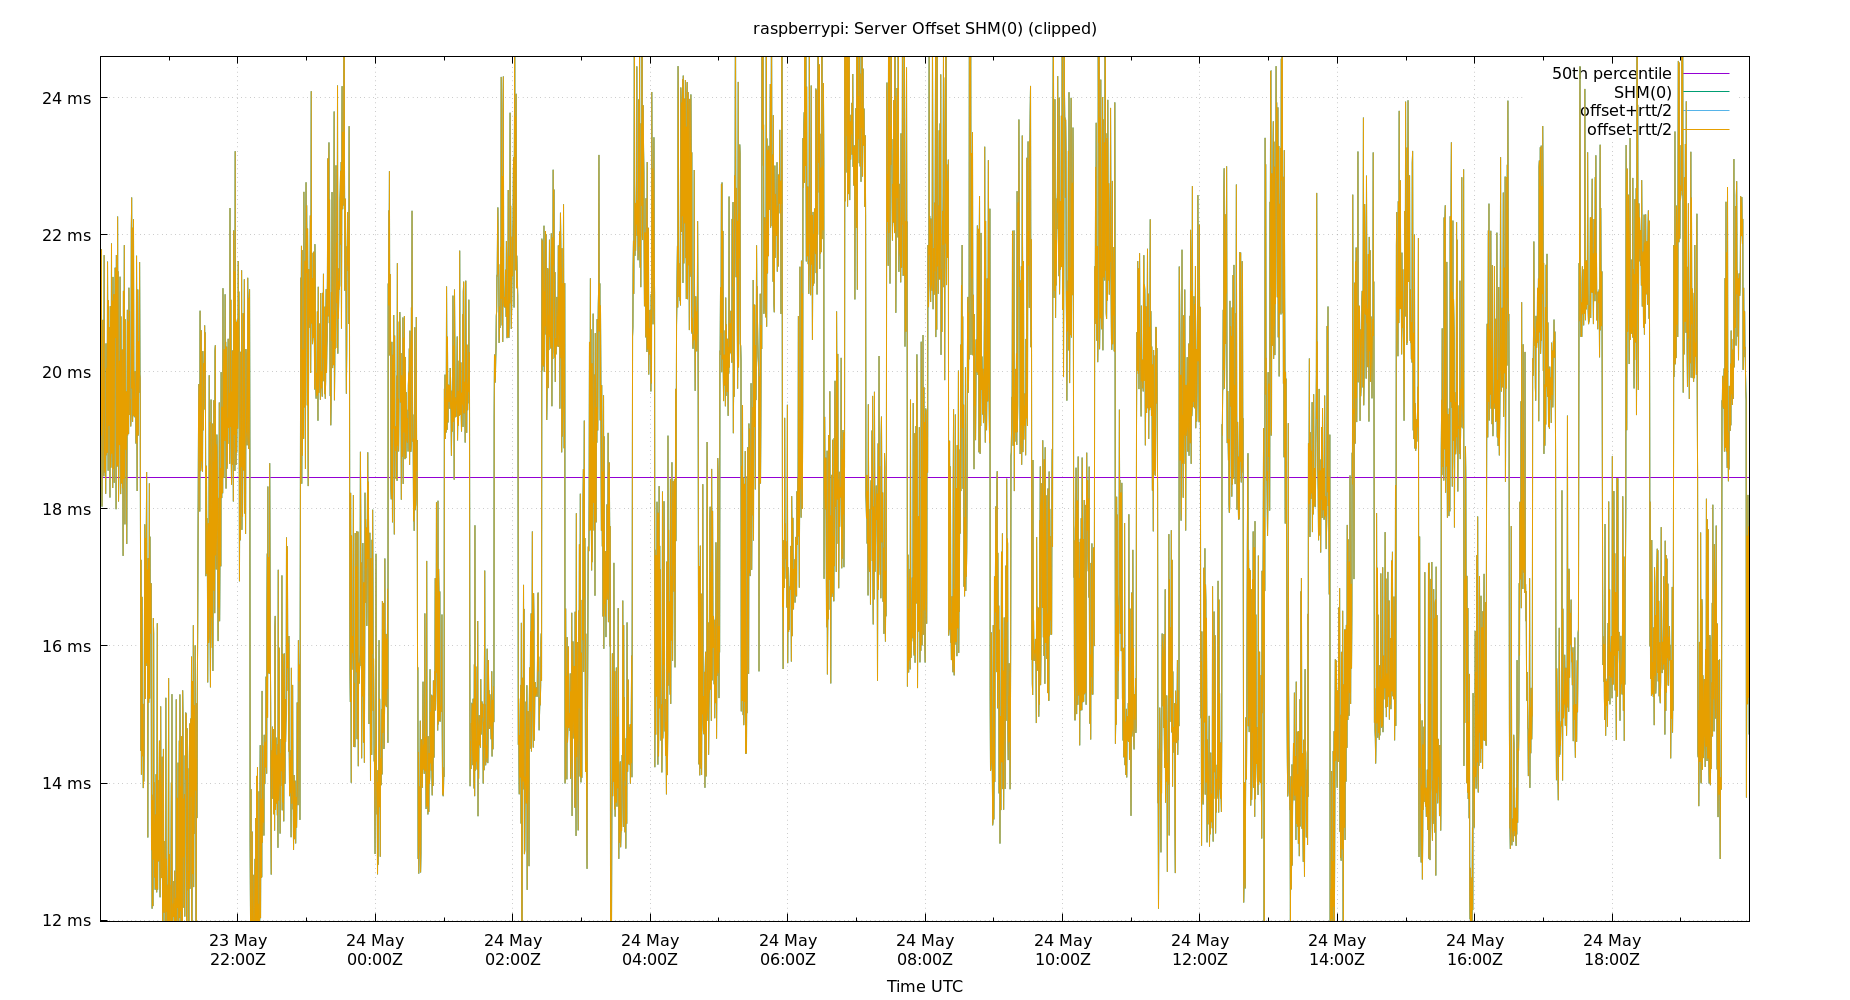 raspberrypi: Server Offset SHM(0) (clipped)
50th percentile
SHM(0)
offset+rtt/2
offset-rtt/2
24 ms
22 ms
20 ms
18 ms
16 ms
14 ms
12 ms
23 May 24 May 24 May 24 May 24 May 24 May 24 May 24 May 24 May 24 May 24 May
22:00Z 00:00Z 02:00Z 04:00Z 06:00Z 08:00Z 10:00Z 12:00Z 14:00Z 16:00Z 18:00Z
Time UTC